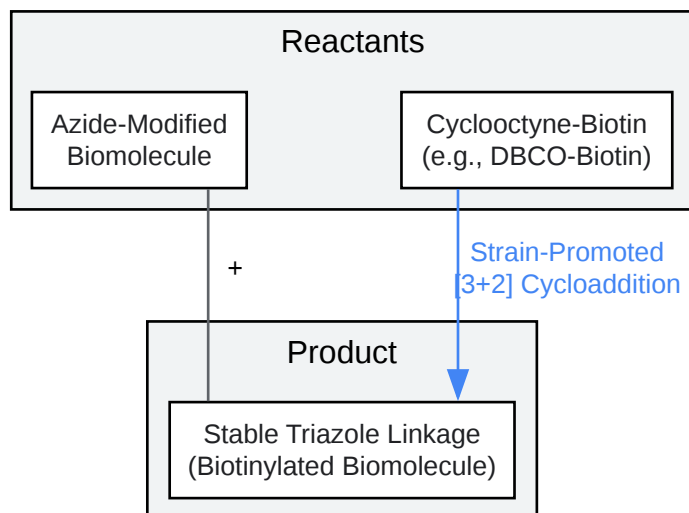 Reactants
Azide-Modified
Biomolecule
Cyclooctyne-Biotin
(e.g., DBCO-Biotin)
+
Strain-Promoted
[3+2] Cycloaddition
Product
Stable Triazole Linkage
(Biotinylated Biomolecule)